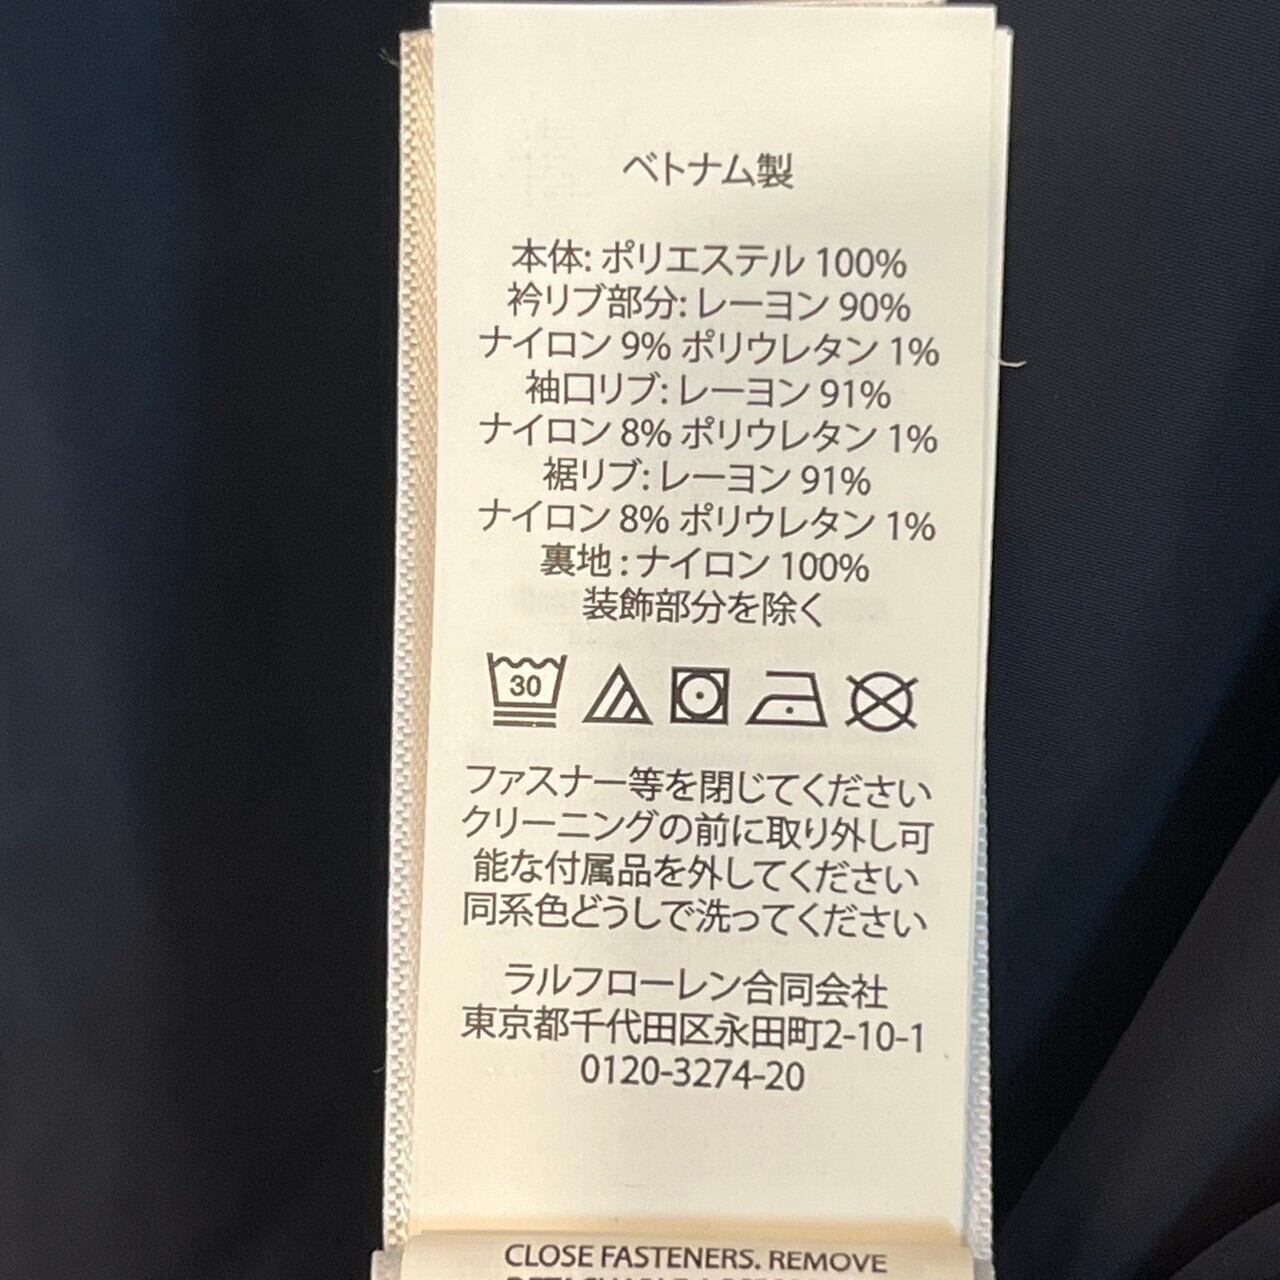 ベトナム製
本体: ポリエステル 100%
衿リブ部分: レーヨン 90%
ナイロン 9% ポリウレタン 1%
袖口リブ: レーヨン 91%
ナイロン 8% ポリウレタン 1%
裾リブ: レーヨン 91%
ナイロン 8% ポリウレタン 1%
裏地 : ナイロン 100%
装飾部分を除く
30
ファスナー等を閉じてください
クリーニングの前に取り外し可
能な付属品を外してください
同系色どうしで洗ってください
ラルフローレン合同会社
東京都千代田区永田町2-10-1
0120-3274-20
CLOSE FASTENERS. REMOVE